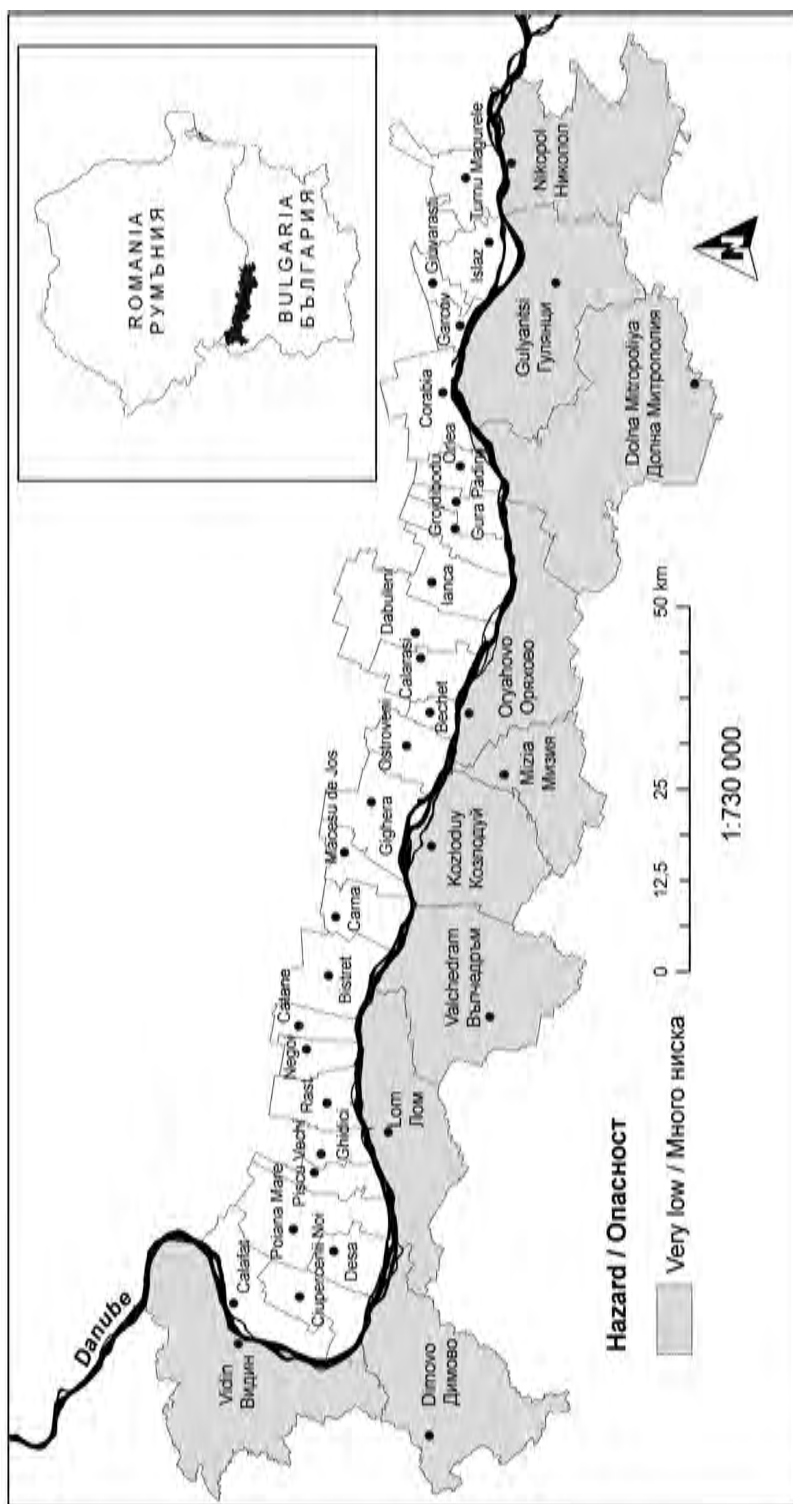 ROMANIA
РУМЪНИЯ
BULGARIA
БЪЛГАРИЯ
Danube
Vidin
Видин
Calafat
Poiana Mare
Ciupercenii Noi
Desa
Piscu Vechi
Ghidici
Rast
Negoi
Catane
Bistret
Carna
Macesu de Jos
Gighera
Ostroveni
Bechet
Calarasi
Dabuleni
Ianca
Grojdibodu
Gura Padinii
Orlea
Corabia
Garcov
Giuvarasti
Islaz
Turnu Magurele
Dimovo
Димово
Lom
Лом
Valchedram
Вълчедръм
Kozloduy
Козлодуй
Mizia
Мизия
Oryahovo
Оряхово
Dolna Mitropoliya
Долна Митрополия
Gulyantsi
Гулянци
Nikopol
Никопол
N
Hazard / Опасност
Very low / Много ниска
0 12,5 25 50 km
1:730 000